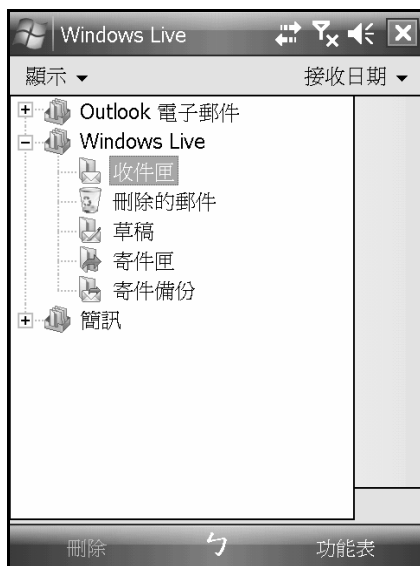 Windows Live
顯示 接收日期
Outlook 電子郵件
Windows Live
收件匣
刪除的郵件
草稿
寄件匣
寄件備份
簡訊
刪除 ㄅ 功能表